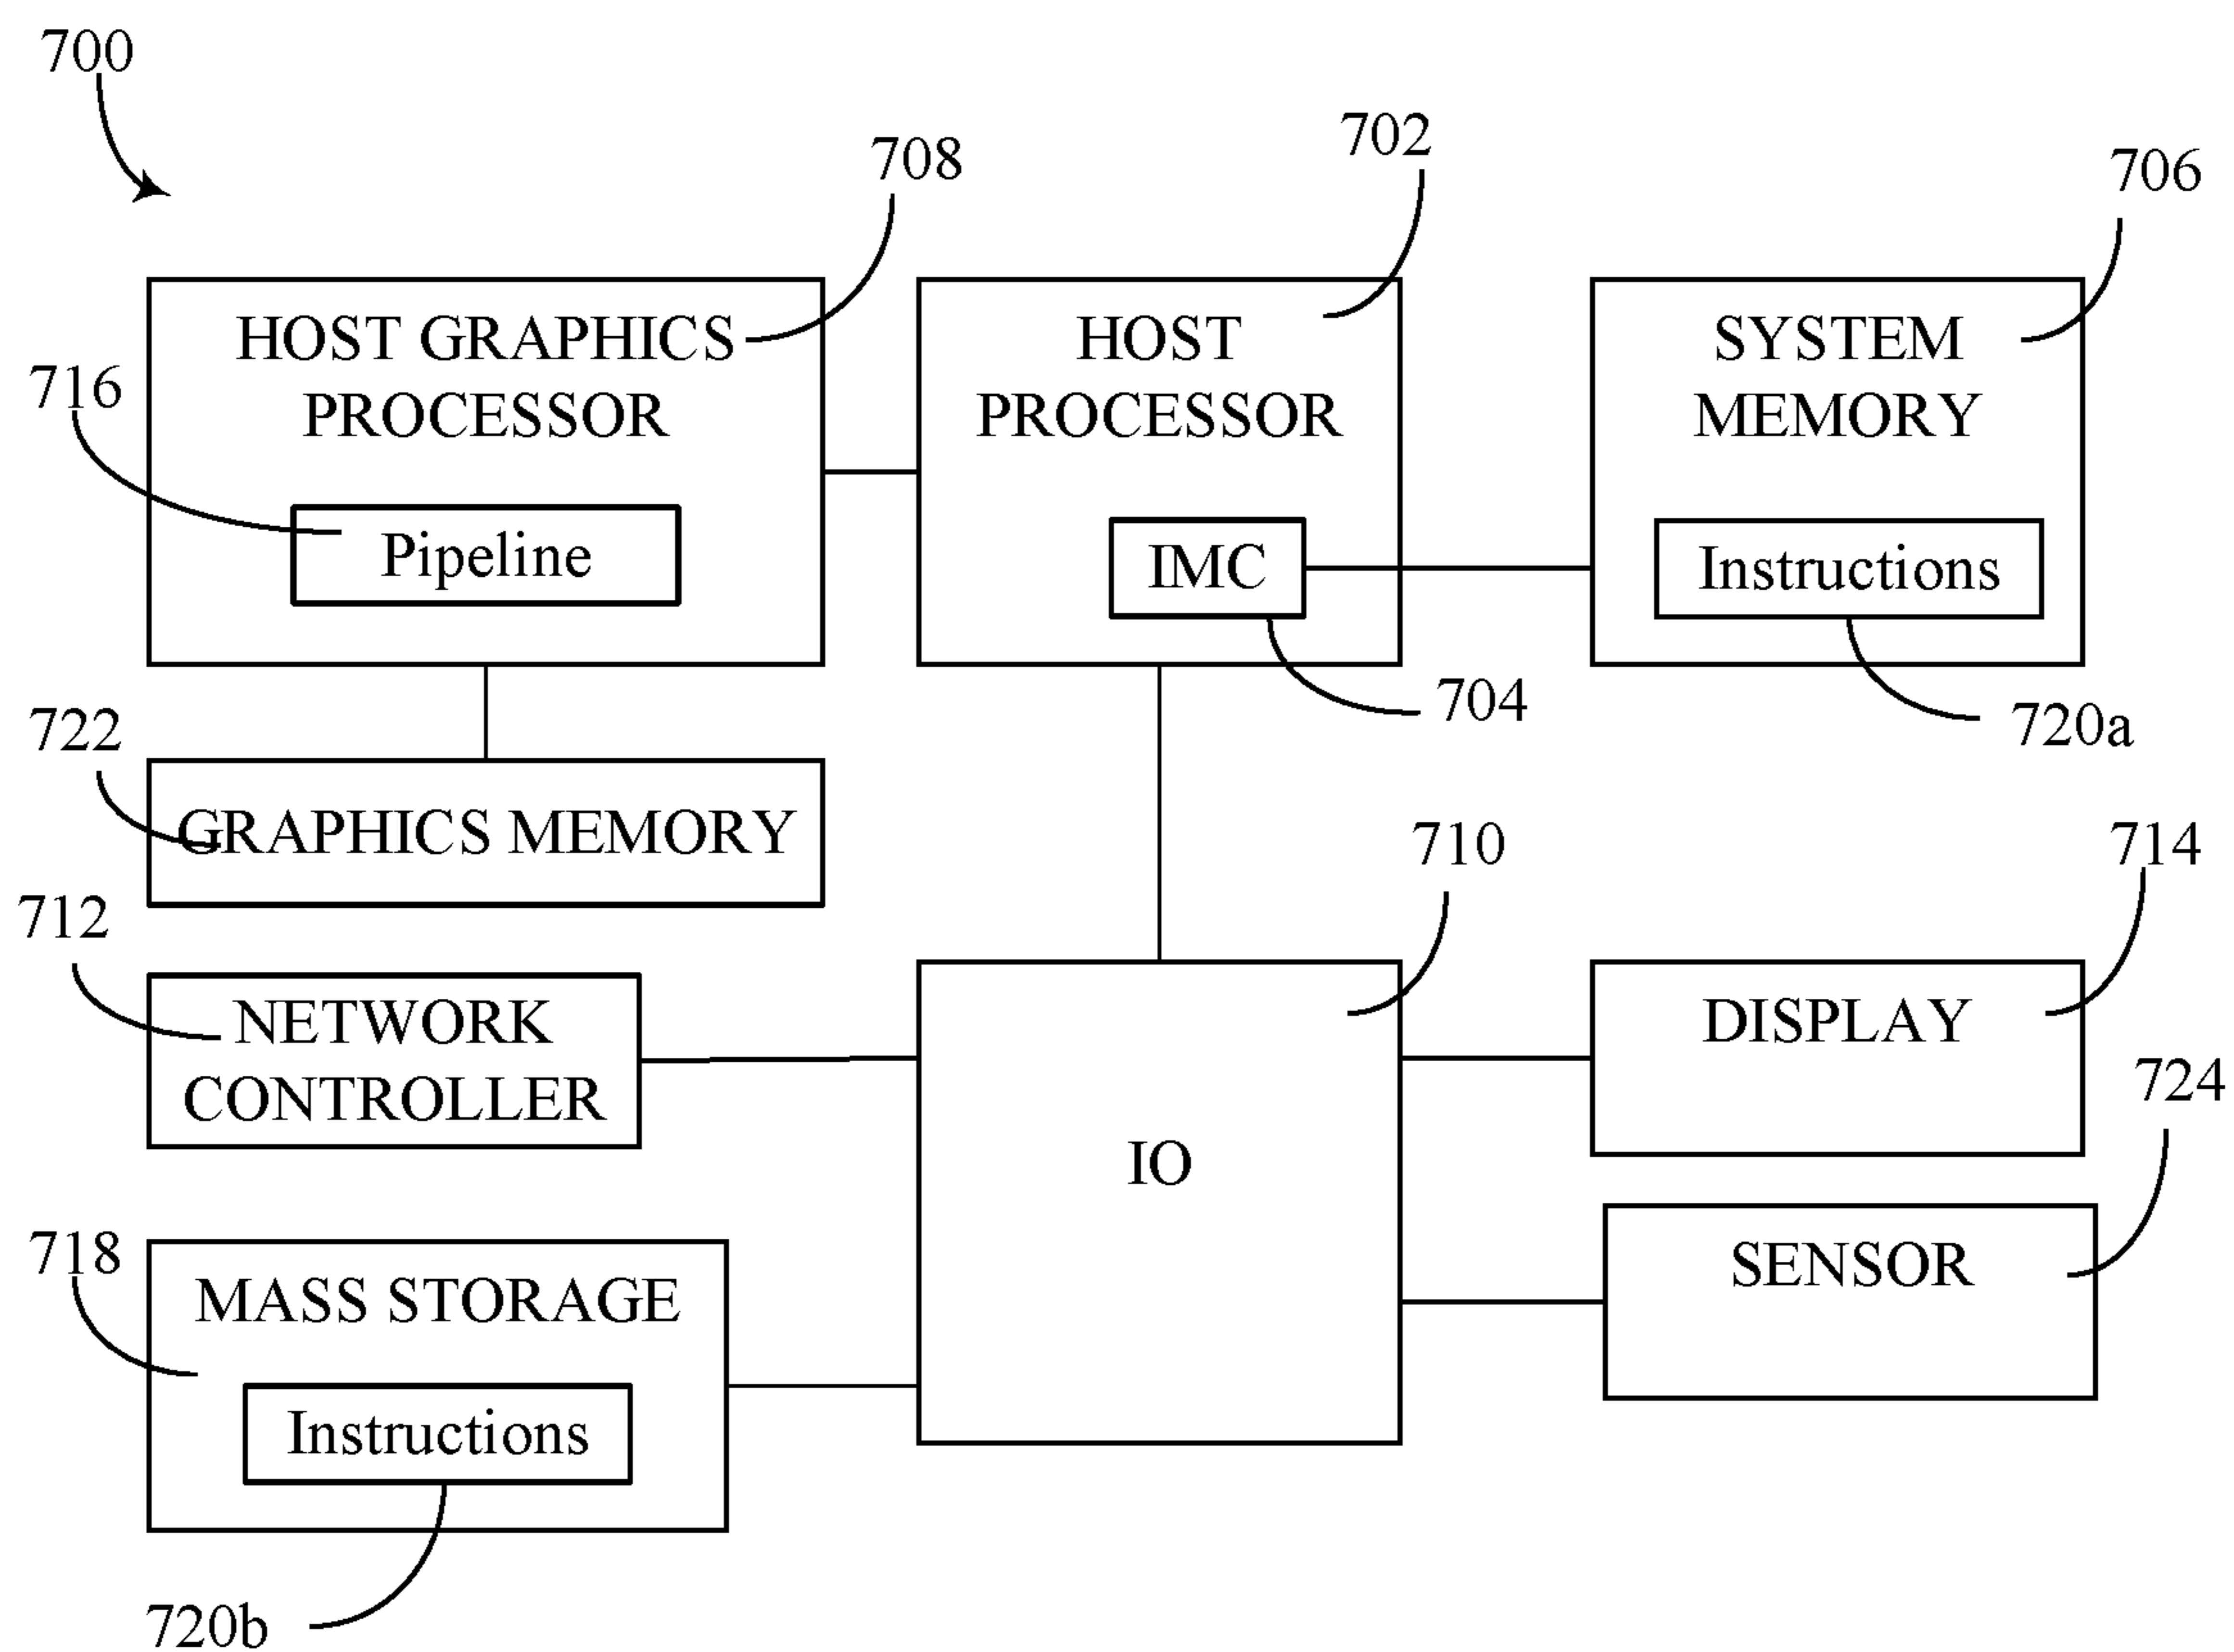 700
708
702
706
HOST GRAPHICS
PROCESSOR
HOST
PROCESSOR
SYSTEM
MEMORY
716
Pipeline
IMC
Instructions
704
720a
722
GRAPHICS MEMORY
710
714
712
NETWORK
CONTROLLER
DISPLAY
724
IO
718
MASS STORAGE
SENSOR
Instructions
720b